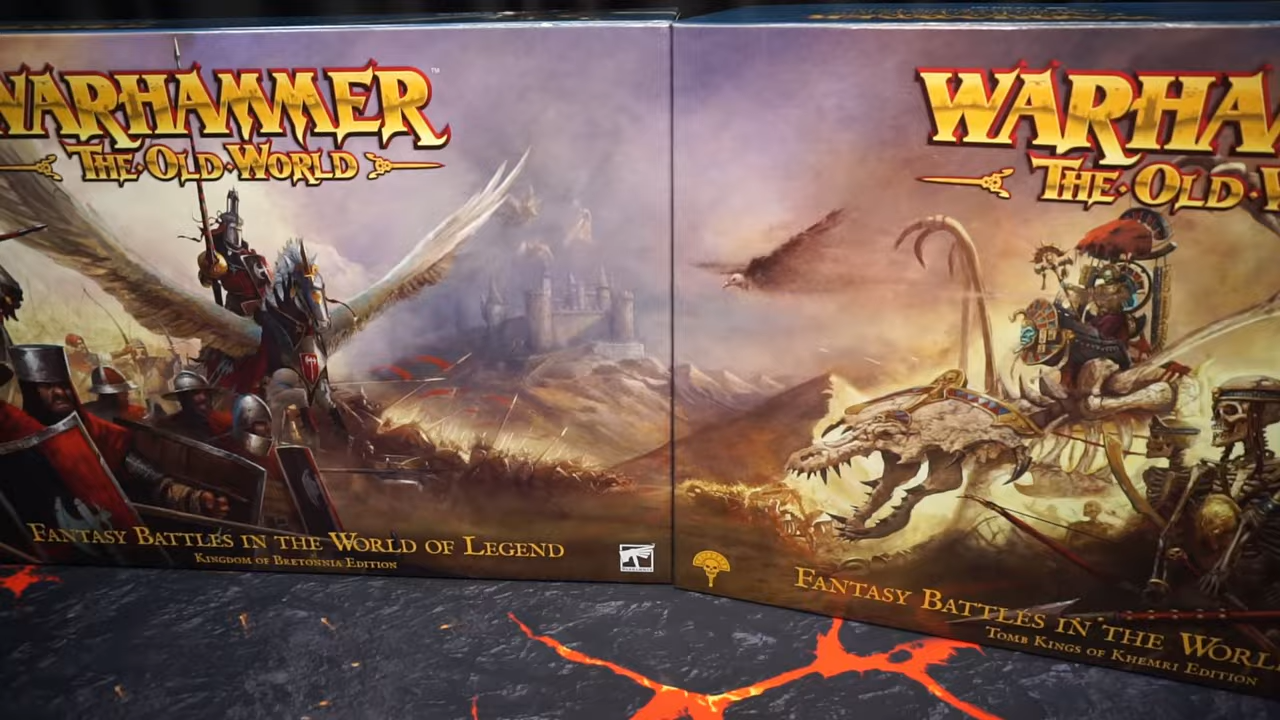 WARHAMMER™
THE·OLD·WORLD
FANTASY BATTLES IN THE WORLD OF LEGEND
KINGDOM OF BRETONNIA EDITION
WARHA
THE·OLD·W
FANTASY BATTLES IN THE WORL
TOMB KINGS OF KHEMRI EDITION